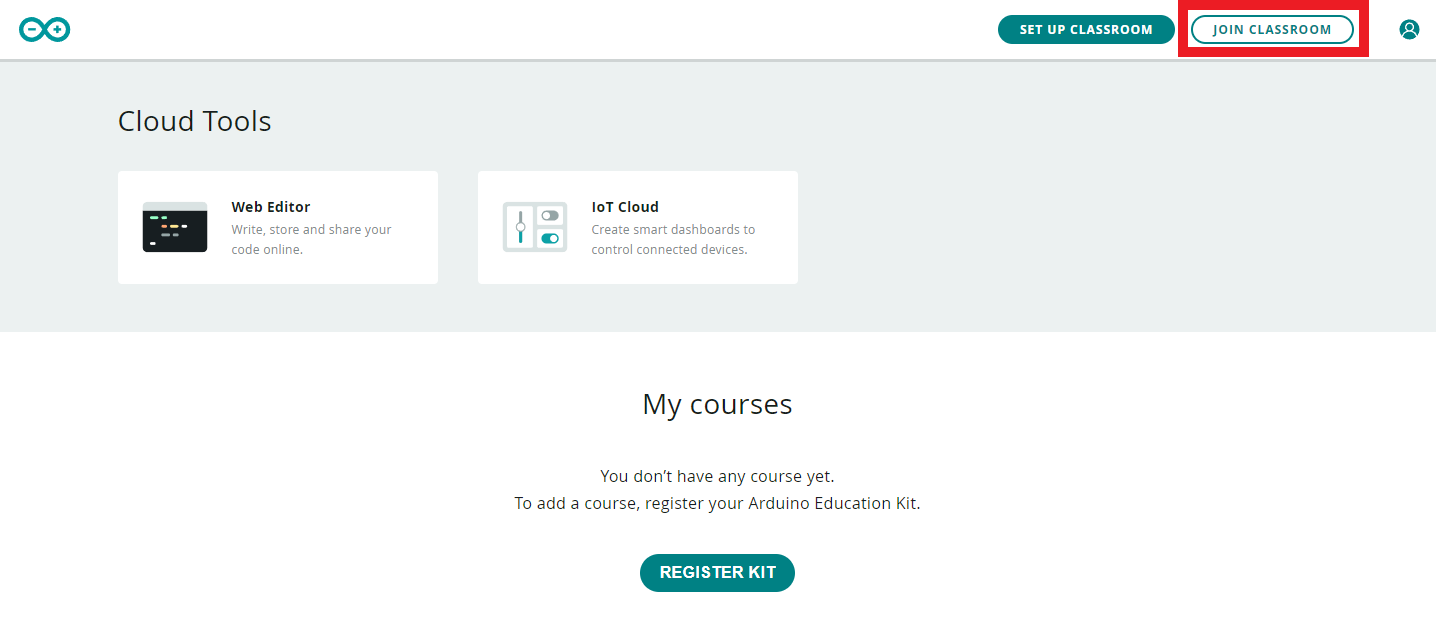 SET UP CLASSROOM
JOIN CLASSROOM
Cloud Tools
Web Editor
Write, store and share your
code online.
IoT Cloud
Create smart dashboards to
control connected devices.
My courses
You don’t have any course yet.
To add a course, register your Arduino Education Kit.
REGISTER KIT